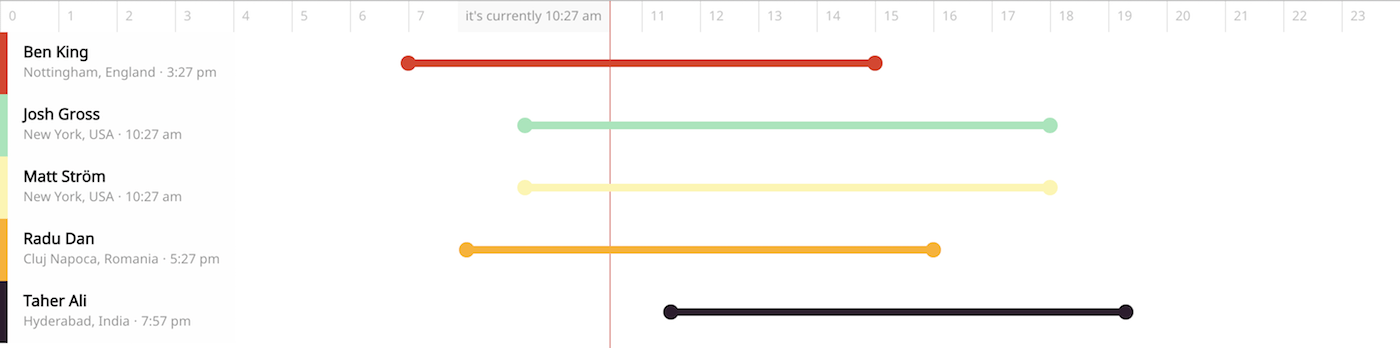 0 1 2 3 4 5 6 7 it's currently 10:27 am 11 12 13 14 15 16 17 18 19 20 21 22 23
Ben King
Nottingham, England · 3:27 pm
Josh Gross
New York, USA · 10:27 am
Matt Ström
New York, USA · 10:27 am
Radu Dan
Cluj Napoca, Romania · 5:27 pm
Taher Ali
Hyderabad, India · 7:57 pm